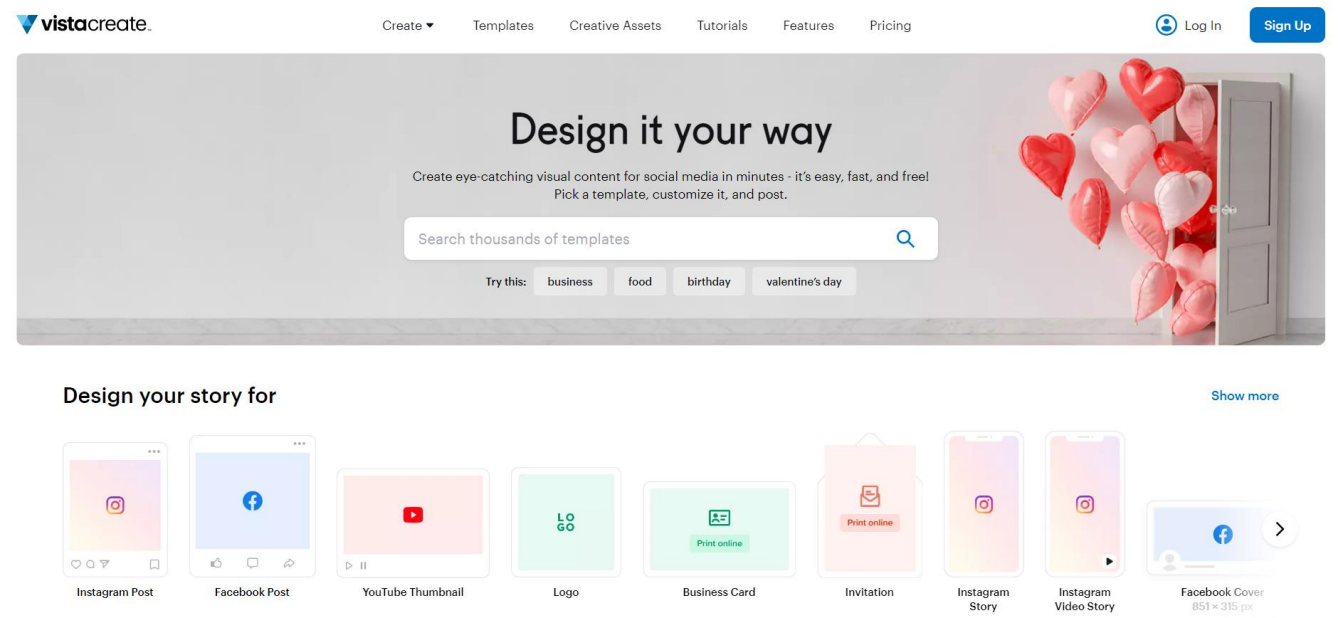 vistacreate
Create
Templates
Creative Assets
Tutorials
Features
Pricing
Log In
Sign Up
Design it your way
Create eye-catching visual content for social media in minutes - it's easy, fast, and free!
Pick a template, customize it, and post.
Search thousands of templates
Try this:
business
food
birthday
valentine's day
Design your story for
Show more
LO
GO
Print online
Print online
Instagram Post
Facebook Post
YouTube Thumbnail
Logo
Business Card
Invitation
Instagram
Story
Instagram
Video Story
Facebook Cover
851 × 315 px